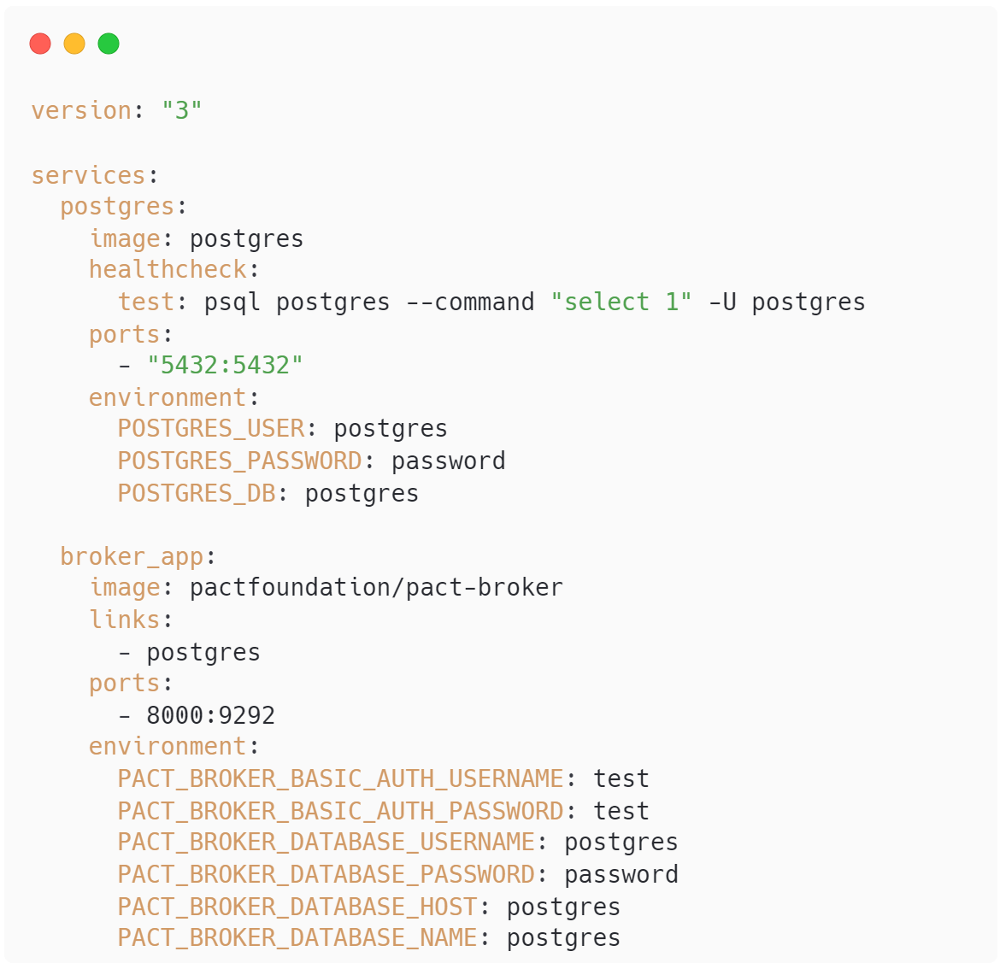 version: "3"

services:
  postgres:
    image: postgres
    healthcheck:
      test: psql postgres --command "select 1" -U postgres
    ports:
      - "5432:5432"
    environment:
      POSTGRES_USER: postgres
      POSTGRES_PASSWORD: password
      POSTGRES_DB: postgres

  broker_app:
    image: pactfoundation/pact-broker
    links:
      - postgres
    ports:
      - 8000:9292
    environment:
      PACT_BROKER_BASIC_AUTH_USERNAME: test
      PACT_BROKER_BASIC_AUTH_PASSWORD: test
      PACT_BROKER_DATABASE_USERNAME: postgres
      PACT_BROKER_DATABASE_PASSWORD: password
      PACT_BROKER_DATABASE_HOST: postgres
      PACT_BROKER_DATABASE_NAME: postgres